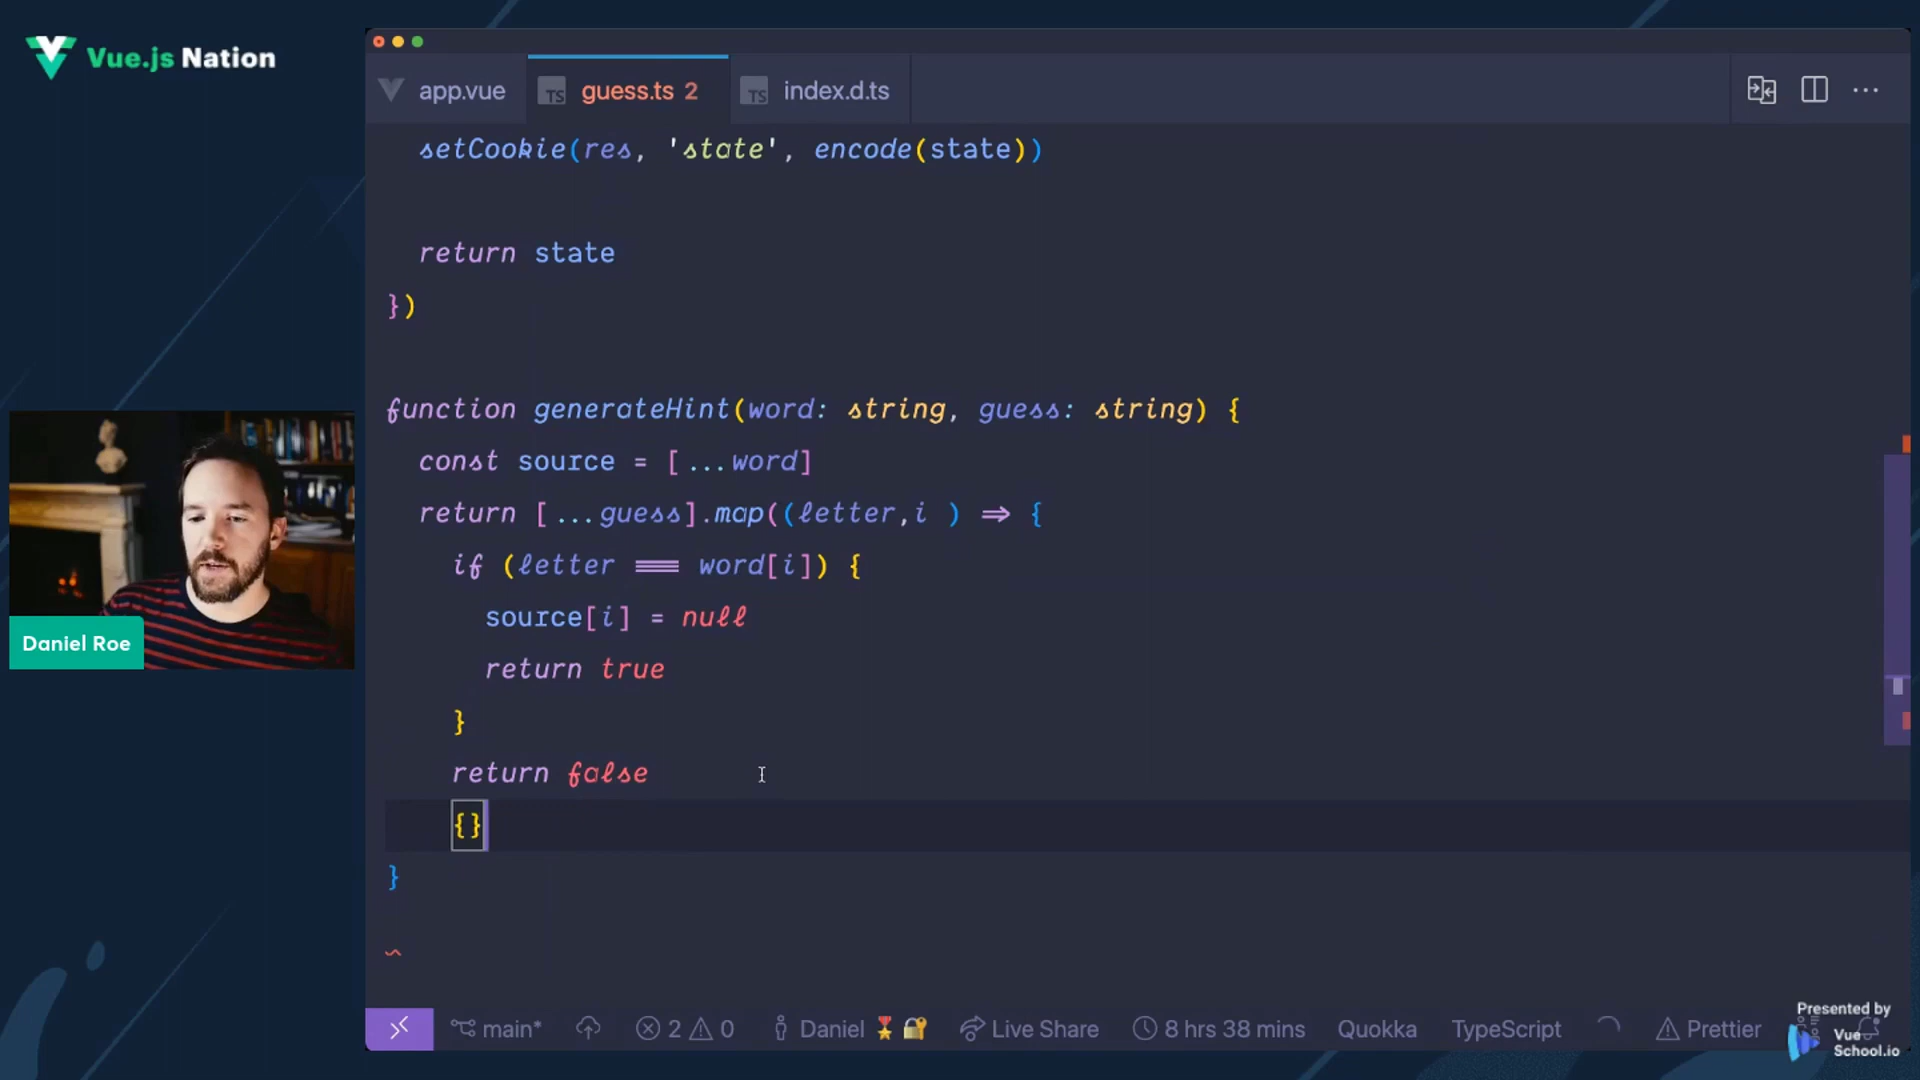 Vue.js Nation
app.vue
guess.ts 2
index.d.ts
setCookie(res, 'state', encode(state))
return state
})
function generateHint(word: string, guess: string) {
const source = [...word]
return [...guess].map((letter,i ) => {
if (letter === word[i]) {
source[i] = null
return true
}
return false
{}
}
Daniel Roe
main*
2
0
Daniel
Live Share
8 hrs 38 mins
Quokka
TypeScript
Prettier
Presented by
Vue
School.io